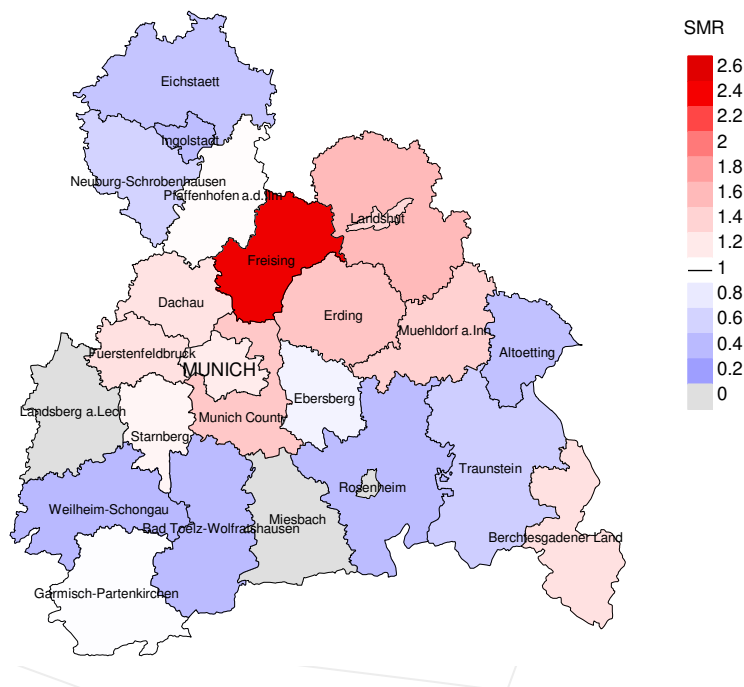 SMR
2.6
2.4
2.2
2
1.8
1.6
1.4
1.2
1
0.8
0.6
0.4
0.2
0
Eichstaett
Ingolstadt
Neuburg-Schrobenhausen
Pfaffenhofen a.d.Ilm
Landshut
Freising
Dachau
Erding
Muehldorf a.Inn
Altoetting
Fuerstenfeldbruck
MUNICH
Ebersberg
Landsberg a.Lech
Munich County
Starnberg
Traunstein
Rosenheim
Weilheim-Schongau
Miesbach
Bad Toelz-Wolfratshausen
Berchtesgadener Land
Garmisch-Partenkirchen